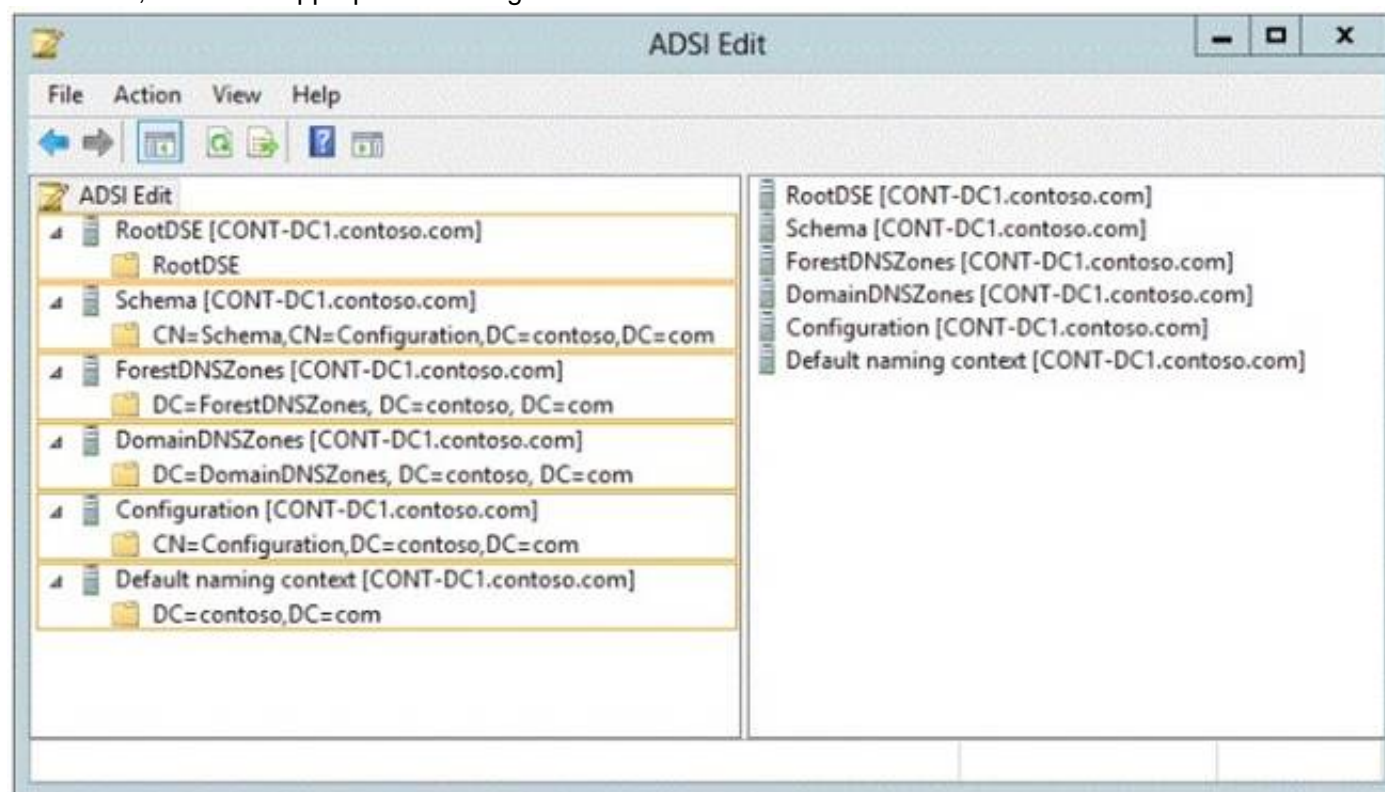 ADSI Edit
File Action View Help
ADSI Edit
RootDSE [CONT-DC1.contoso.com]
RootDSE
Schema [CONT-DC1.contoso.com]
CN=Schema,CN=Configuration,DC=contoso,DC=com
ForestDNSZones [CONT-DC1.contoso.com]
DC=ForestDNSZones, DC=contoso, DC=com
DomainDNSZones [CONT-DC1.contoso.com]
DC=DomainDNSZones, DC=contoso, DC=com
Configuration [CONT-DC1.contoso.com]
CN=Configuration,DC=contoso,DC=com
Default naming context [CONT-DC1.contoso.com]
DC=contoso,DC=com
RootDSE [CONT-DC1.contoso.com]
Schema [CONT-DC1.contoso.com]
ForestDNSZones [CONT-DC1.contoso.com]
DomainDNSZones [CONT-DC1.contoso.com]
Configuration [CONT-DC1.contoso.com]
Default naming context [CONT-DC1.contoso.com]